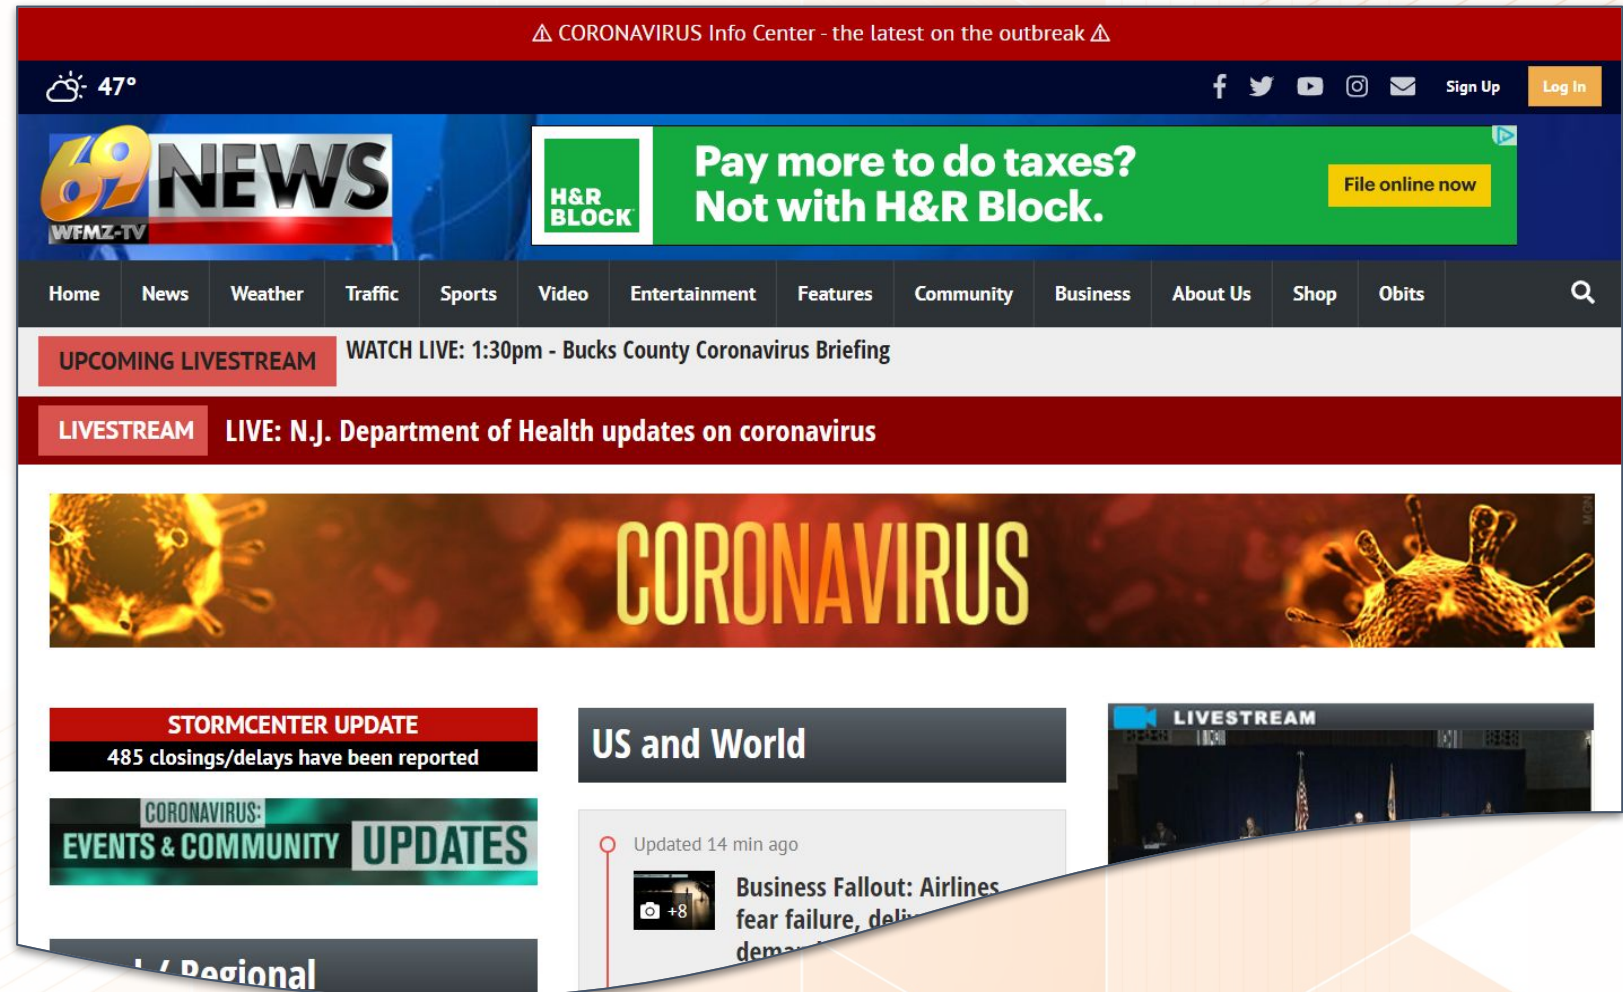 ⚠ CORONAVIRUS Info Center - the latest on the outbreak ⚠
47°
Sign Up
Log In
69 NEWS
WFMZ-TV
H&R
BLOCK
Pay more to do taxes?
Not with H&R Block.
File online now
Home News Weather Traffic Sports Video Entertainment Features Community Business About Us Shop Obits
UPCOMING LIVESTREAM
WATCH LIVE: 1:30pm - Bucks County Coronavirus Briefing
LIVESTREAM
LIVE: N.J. Department of Health updates on coronavirus
CORONAVIRUS
MGN
STORMCENTER UPDATE
485 closings/delays have been reported
CORONAVIRUS:
EVENTS & COMMUNITY UPDATES
/ Regional
US and World
Updated 14 min ago
+8
Business Fallout: Airlines
fear failure,
LIVESTREAM